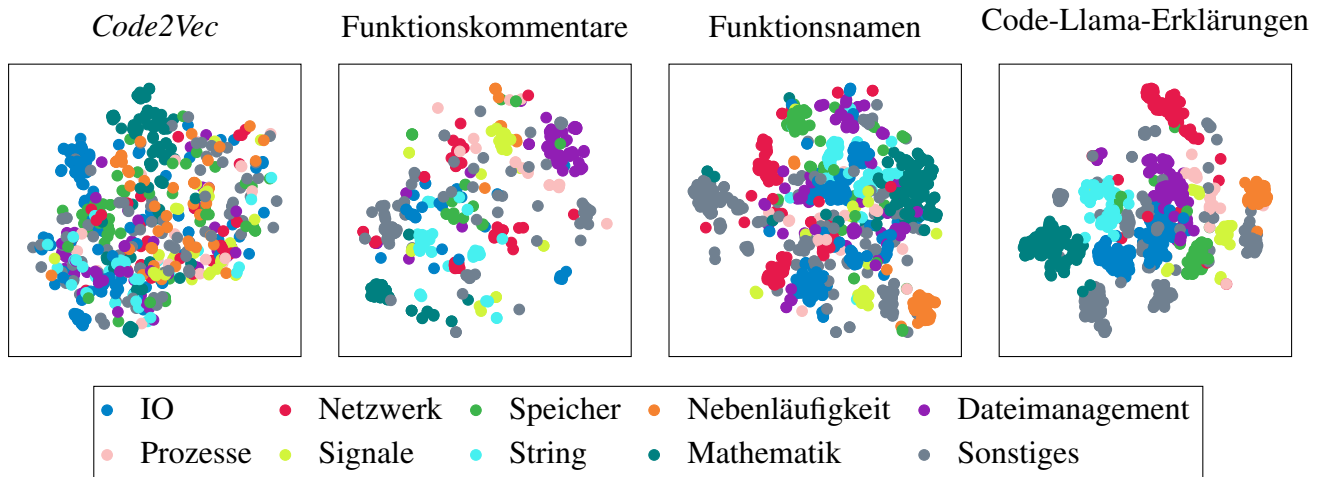 Code2Vec Funktionskommentare Funktionsnamen Code-Llama-Erklärungen
IO Netzwerk Speicher Nebenläufigkeit Dateimanagement
Prozesse Signale String Mathematik Sonstiges